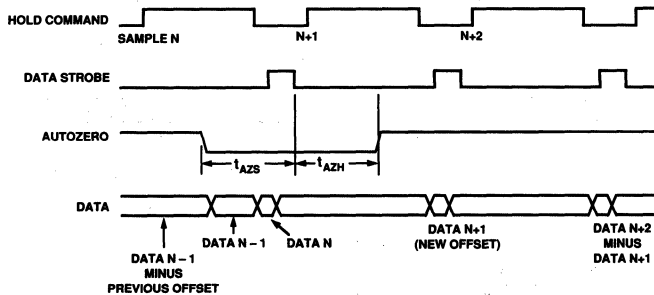 HOLD COMMAND
SAMPLE N
N+1
N+2
DATA STROBE
AUTOZERO
tAZS
tAZH
DATA
DATA N – 1
MINUS
PREVIOUS OFFSET
DATA N – 1
DATA N
DATA N+1
(NEW OFFSET)
DATA N+2
MINUS
DATA N+1